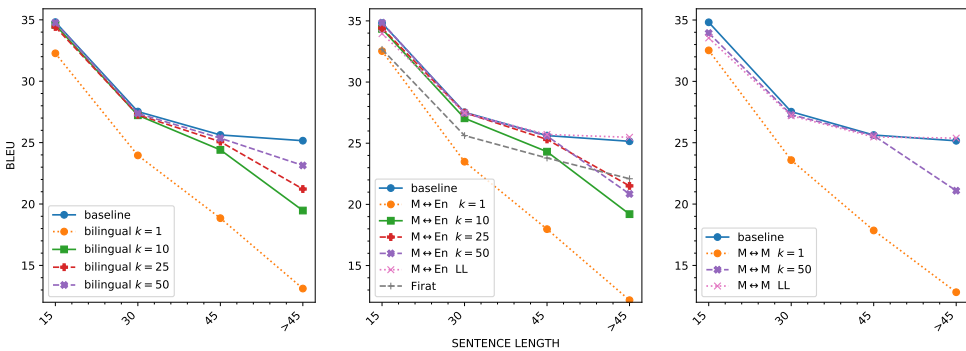 BLEU
35
30
25
20
15
baseline
bilingual k = 1
bilingual k = 10
bilingual k = 25
bilingual k = 50
15
30
45
>45
35
30
25
20
15
baseline
M↔En k = 1
M↔En k = 10
M↔En k = 25
M↔En k = 50
M↔En LL
Firat
15
30
45
>45
SENTENCE LENGTH
35
30
25
20
15
baseline
M↔M k = 1
M↔M k = 50
M↔M LL
15
30
45
>45